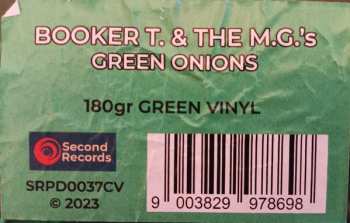 BOOKER T. & THE M.G.'s
GREEN ONIONS
180gr GREEN VINYL
Second
Records
SRPD0037CV
© 2023
9 003829 978698